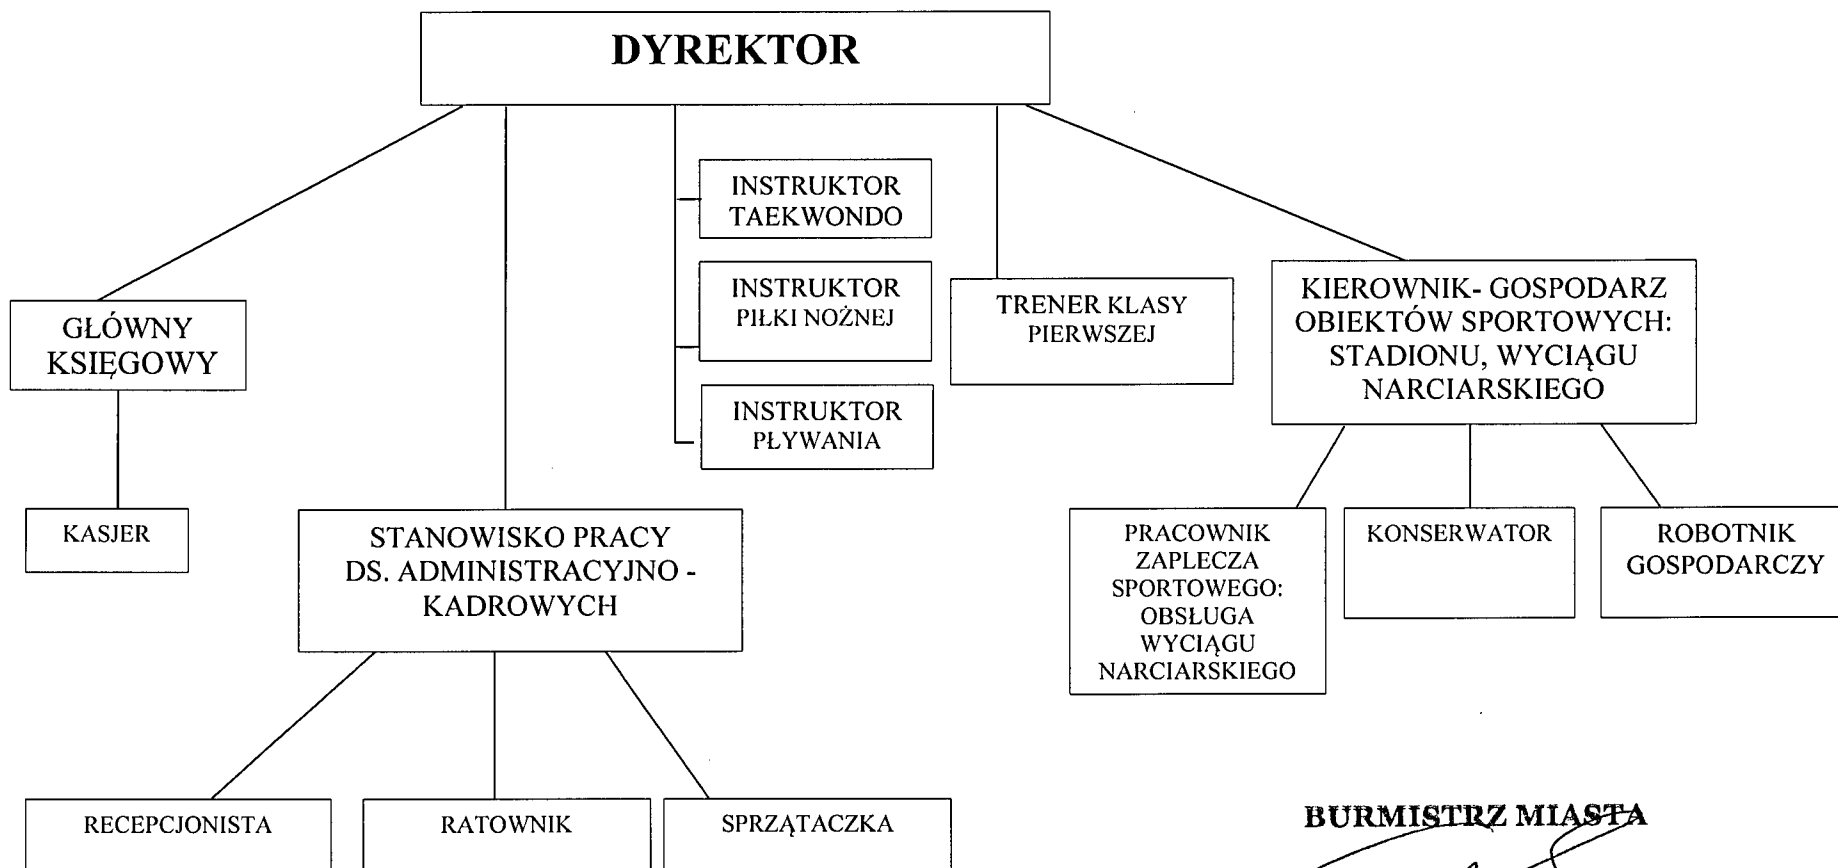 DYREKTOR
INSTRUKTOR
TAEKWONDO
INSTRUKTOR
PIŁKI NOŻNEJ
INSTRUKTOR
PŁYWANIA
TRENER KLASY
PIERWSZEJ
KIEROWNIK- GOSPODARZ
OBIEKTÓW SPORTOWYCH:
STADIONU, WYCIĄGU
NARCIARSKIEGO
GŁÓWNY
KSIĘGOWY
KASJER
STANOWISKO PRACY
DS. ADMINISTRACYJNO -
KADROWYCH
PRACOWNIK
ZAPLECZA
SPORTOWEGO:
OBSŁUGA
WYCIĄGU
NARCIARSKIEGO
KONSERWATOR
ROBOTNIK
GOSPODARCZY
RECEPCJONISTA
RATOWNIK
SPRZĄTACZKA
BURMISTRZ MIASTA